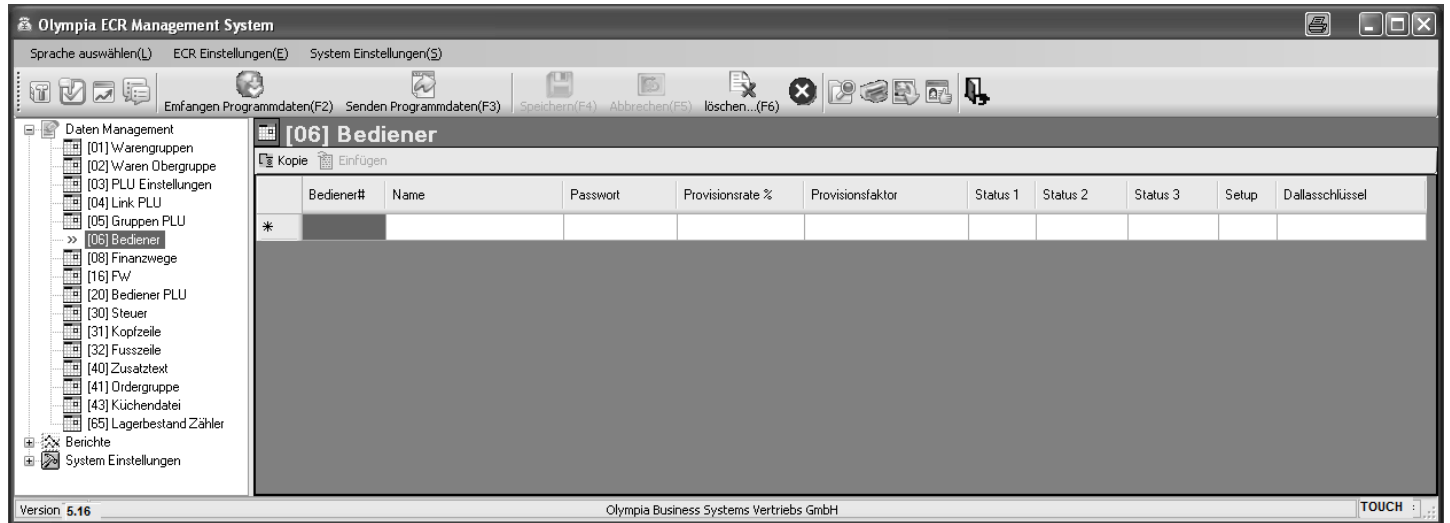 Olympia ECR Management System
Sprache auswählen(L) ECR Einstellungen(E) System Einstellungen(S)
Emfangen Programmdaten(F2) Senden Programmdaten(F3) Speichern(F4) Abbrechen(F5) löschen...(F6)
Daten Management
[01] Warengruppen
[02] Waren Obergruppe
[03] PLU Einstellungen
[04] Link PLU
[05] Gruppen PLU
» [06] Bediener
[08] Finanzwege
[16] FW
[20] Bediener PLU
[30] Steuer
[31] Kopfzeile
[32] Fusszeile
[40] Zusatztext
[41] Ordergruppe
[43] Küchendatei
[65] Lagerbestand Zähler
Berichte
System Einstellungen
[06] Bediener
Kopie Einfügen
Bediener# Name Passwort Provisionsrate % Provisionsfaktor Status 1 Status 2 Status 3 Setup Dallasschlüssel
*
Version 5.16 Olympia Business Systems Vertriebs GmbH TOUCH :